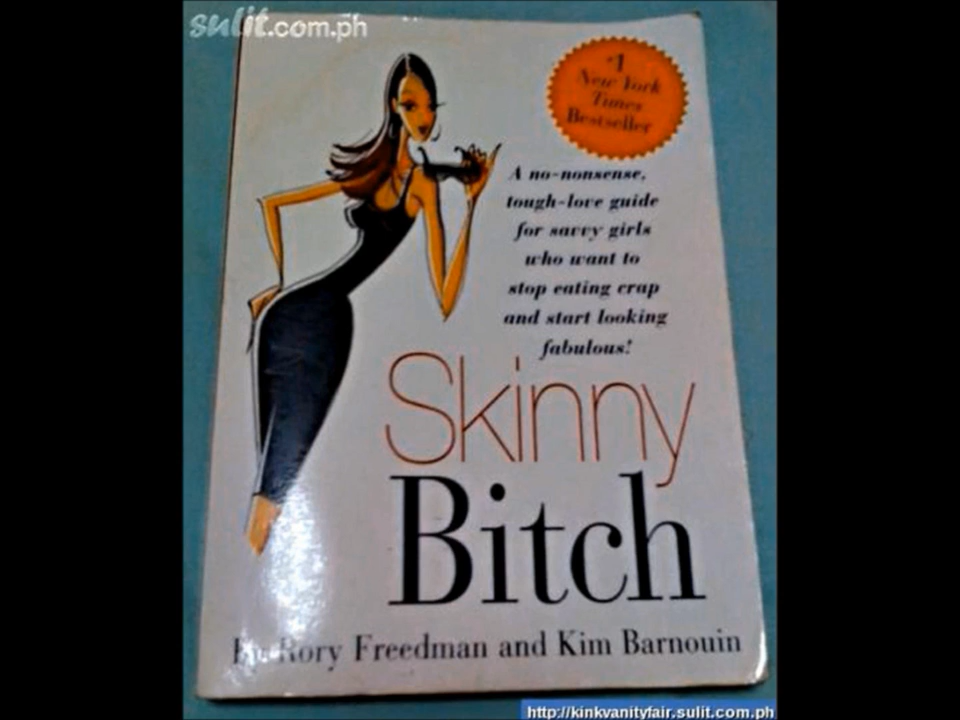 sulit.com.ph
#1
New York
Times
Bestseller
A no-nonsense,
tough-love guide
for savvy girls
who want to
stop eating crap
and start looking
fabulous!
Skinny
Bitch
By Rory Freedman and Kim Barnouin
http://kinkvanityfair.sulit.com.ph